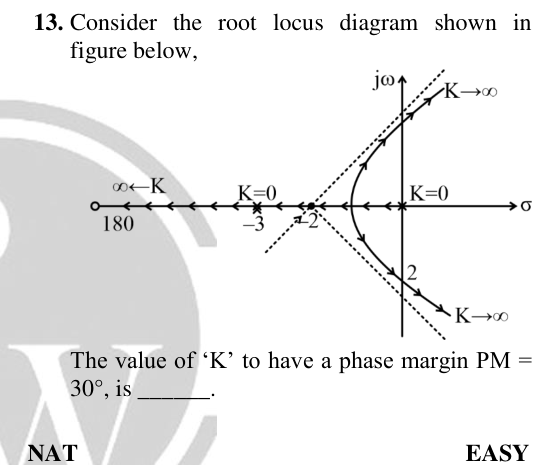 13. Consider the root locus diagram shown in
figure below,
jω
K→∞
∞←K
K=0
K=0
σ
180
–3
–2
2
K→∞
The value of ‘K’ to have a phase margin PM =
30°, is ______.
NAT
EASY